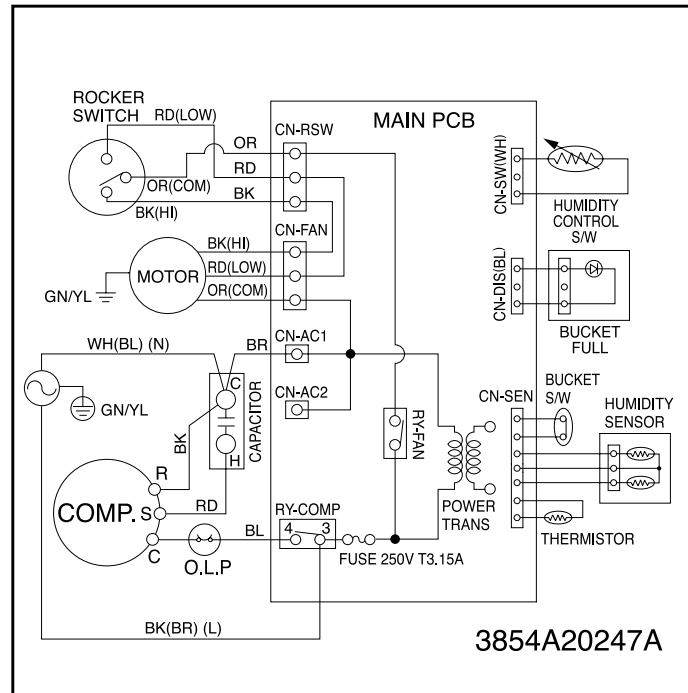 ROCKER
SWITCH
RD(LOW)
OR
RD
OR(COM)
BK
BK(HI)
CN-RSW
MAIN PCB
CN-SW(WH)
HUMIDITY
CONTROL
S/W
CN-FAN
BK(HI)
MOTOR
RD(LOW)
OR(COM)
GN/YL
CN-DIS(BL)
BUCKET
FULL
WH(BL) (N)
BR
CN-AC1
CN-AC2
GN/YL
C
CAPACITOR
H
BK
RD
CN-SEN
BUCKET
S/W
HUMIDITY
SENSOR
RY-FAN
POWER
TRANS
THERMISTOR
R
COMP.
S
C
O.L.P
BL
RY-COMP
4 3
FUSE 250V T3.15A
BK(BR) (L)
3854A20247A